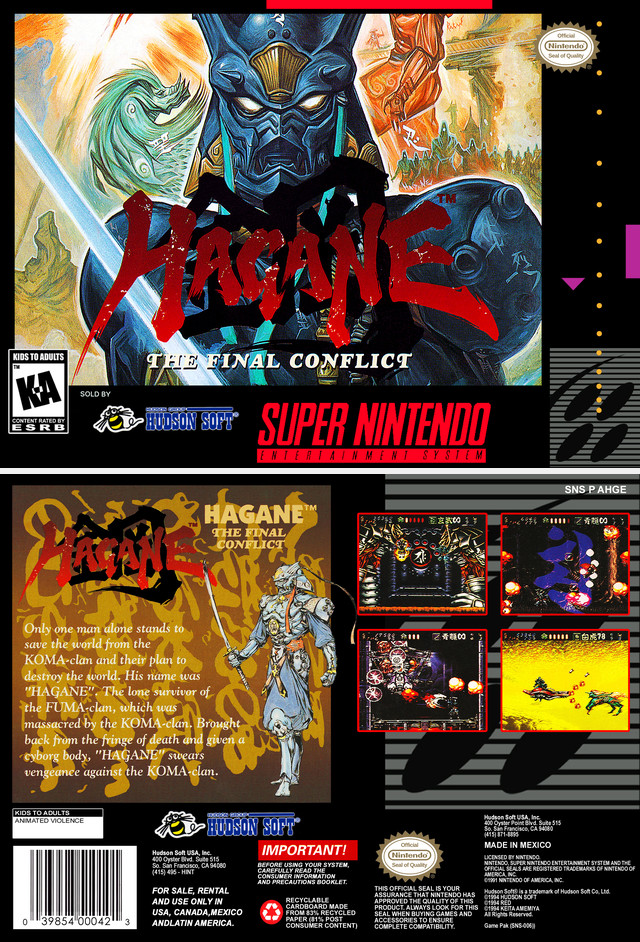 Official
Nintendo®
Seal of Quality
HAGANE™
THE FINAL CONFLICT
KIDS TO ADULTS
™
K-A
CONTENT RATED BY
ESRB
SOLD BY
HUDSON GROUP
HUDSON SOFT®
SUPER NINTENDO
ENTERTAINMENT SYSTEM
SNS P AHGE
HAGANE™
THE FINAL
CONFLICT
HAGANE
Only one man alone stands to
save the world from the
KOMA-clan and their plan to
destroy the world. His name was
"HAGANE". The lone survivor of
the FUMA-clan, which was
massacred by the KOMA-clan. Brought
back from the fringe of death and given a
cyborg body, "HAGANE" swears
vengeance against the KOMA-clan.
KIDS TO ADULTS
ANIMATED VIOLENCE
HUDSON GROUP
HUDSON SOFT®
Hudson Soft USA, Inc.
400 Oyster Blvd. Suite 515
So. San Francisco, CA 94080
(415) 495 - HINT
FOR SALE, RENTAL
AND USE ONLY IN
USA, CANADA,MEXICO
ANDLATIN AMERICA.
0 39854 00042 3
IMPORTANT!
BEFORE USING YOUR SYSTEM,
CAREFULLY READ THE
CONSUMER INFORMATION
AND PRECAUTIONS BOOKLET.
RECYCLABLE
CARDBOARD MADE
FROM 83% RECYCLED
PAPER (81% POST
CONSUMER CONTENT)
Official
Nintendo®
Seal of Quality
THIS OFFICIAL SEAL IS YOUR
ASSURANCE THAT NINTENDO HAS
APPROVED THE QUALITY OF THIS
PRODUCT. ALWAYS LOOK FOR THIS
SEAL WHEN BUYING GAMES AND
ACCESSORIES TO ENSURE
COMPLETE COMPATIBILITY.
Hudson Soft USA, Inc.
400 Oyster Point Blvd. Suite 515
So. San Francisco, CA 94080
(415) 871-8895
MADE IN MEXICO
LICENSED BY NINTENDO.
NINTENDO, SUPER NINTENDO ENTERTAINMENT SYSTEM AND THE
OFFICIAL SEALS ARE REGISTERED TRADEMARKS OF NINTENDO OF
AMERICA, INC.
©1991 NINTENDO OF AMERICA, INC.
Hudson Soft® is a trademark of Hudson Soft Co, Ltd.
©1994 HUDSON SOFT
©1994 RED
©1994 KEITA AMEMIYA
All Rights Reserved.
Game Pak (SNS-006))